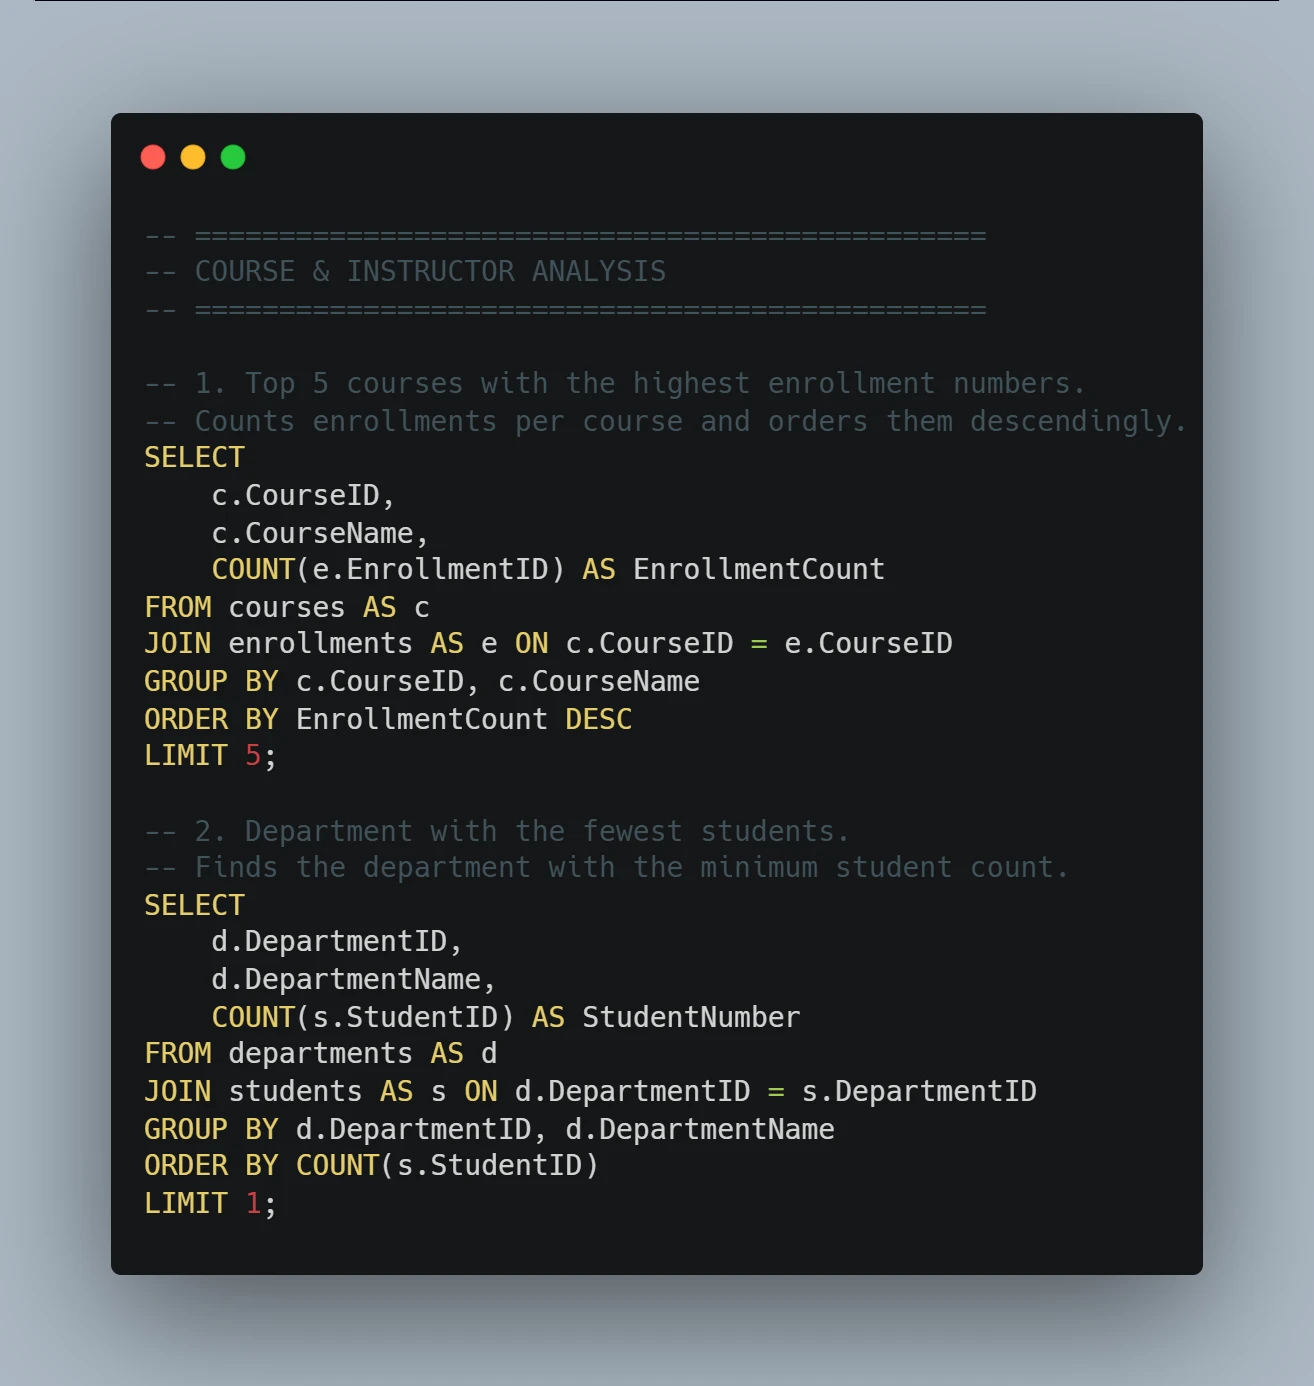 -- ===============================================
-- COURSE & INSTRUCTOR ANALYSIS
-- ===============================================
-- 1. Top 5 courses with the highest enrollment numbers.
-- Counts enrollments per course and orders them descendingly.
SELECT
    c.CourseID,
    c.CourseName,
    COUNT(e.EnrollmentID) AS EnrollmentCount
FROM courses AS c
JOIN enrollments AS e ON c.CourseID = e.CourseID
GROUP BY c.CourseID, c.CourseName
ORDER BY EnrollmentCount DESC
LIMIT 5;
-- 2. Department with the fewest students.
-- Finds the department with the minimum student count.
SELECT
    d.DepartmentID,
    d.DepartmentName,
    COUNT(s.StudentID) AS StudentNumber
FROM departments AS d
JOIN students AS s ON d.DepartmentID = s.DepartmentID
GROUP BY d.DepartmentID, d.DepartmentName
ORDER BY COUNT(s.StudentID)
LIMIT 1;